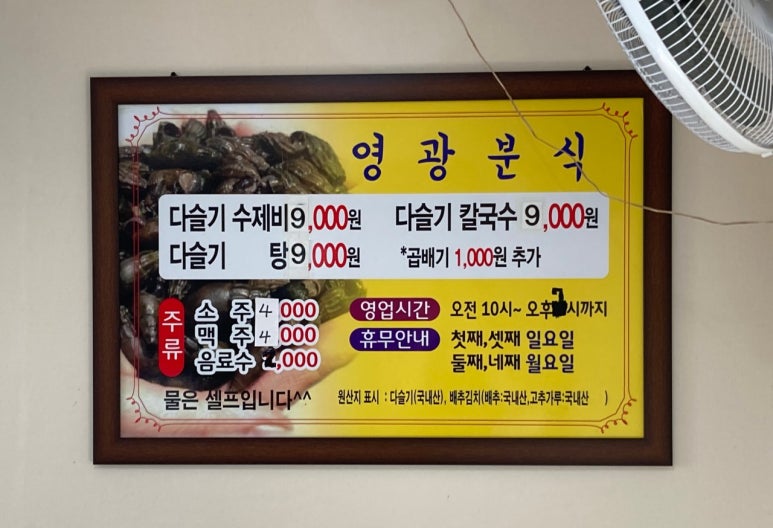 영광분식
다슬기 수제비 9,000원 다슬기 칼국수 9,000원
다슬기 탕 9,000원 *곱배기 1,000원 추가
주류
소주 4,000
맥주 4,000
음료수 ,000
영업시간 오전 10시~ 오후 시까지
휴무안내 첫째,셋째 일요일
둘째,네째 월요일
물은 셀프입니다^^
원산지 표시 : 다슬기(국내산), 배추김치(배추:국내산,고추가루:국내산 )